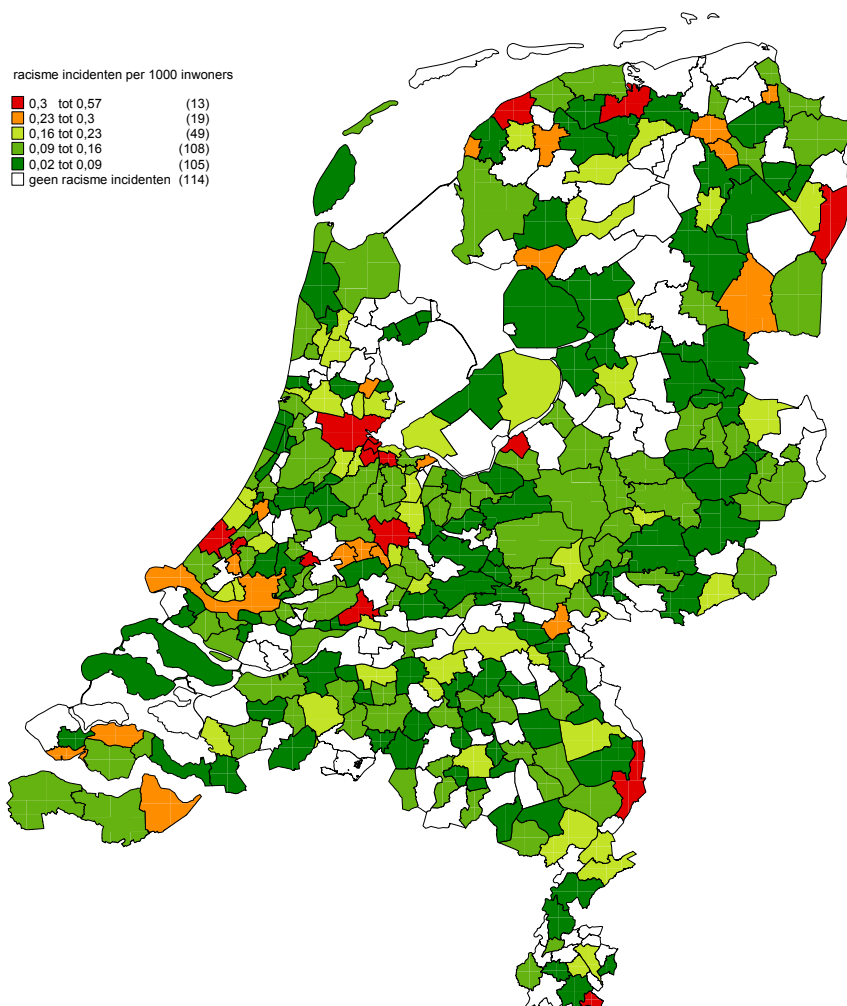 racisme incidenten per 1000 inwoners
0,3 tot 0,57 (13)
0,23 tot 0,3 (19)
0,16 tot 0,23 (49)
0,09 tot 0,16 (108)
0,02 tot 0,09 (105)
geen racisme incidenten (114)